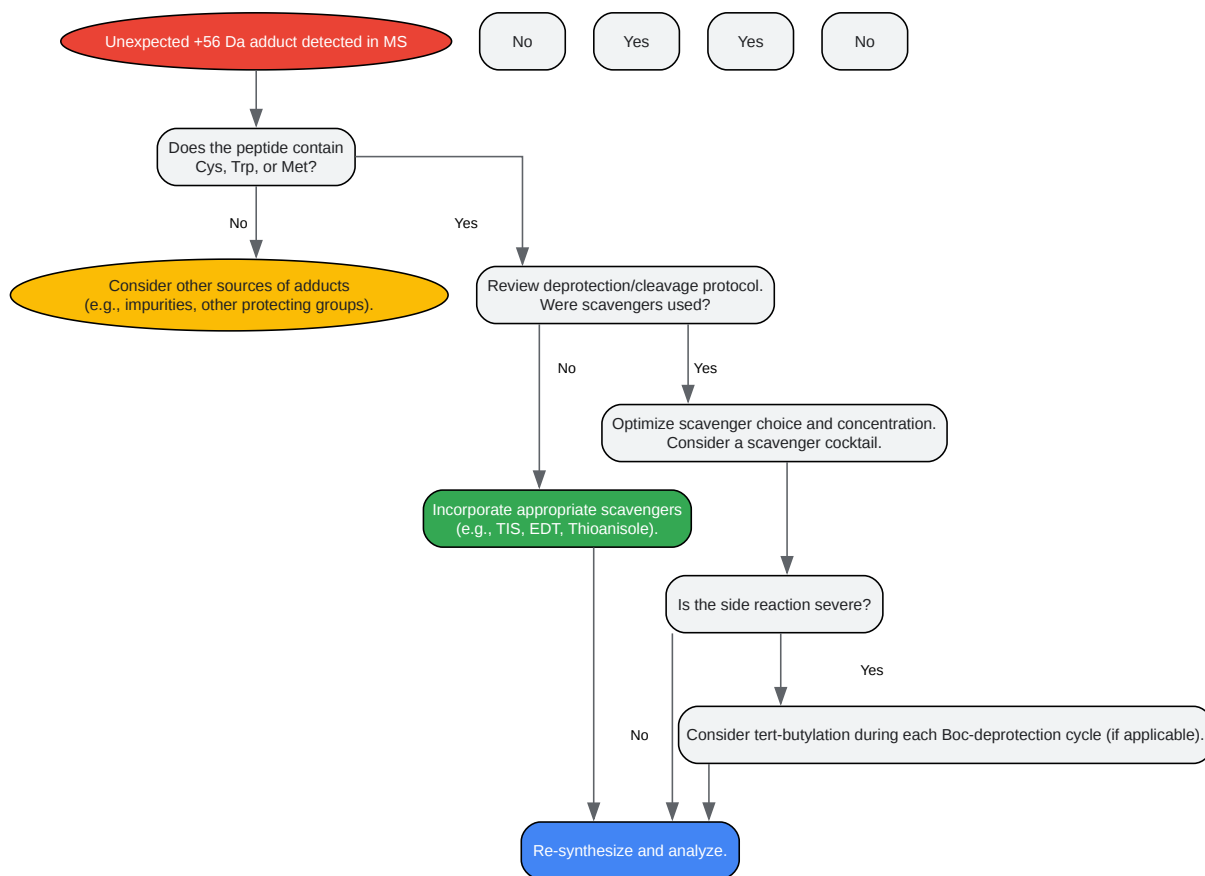 Unexpected +56 Da adduct detected in MS
No
Yes
Yes
No
Does the peptide contain
Cys, Trp, or Met?
No
Yes
Consider other sources of adducts
(e.g., impurities, other protecting groups).
Review deprotection/cleavage protocol.
Were scavengers used?
No
Yes
Optimize scavenger choice and concentration.
Consider a scavenger cocktail.
Incorporate appropriate scavengers
(e.g., TIS, EDT, Thioanisole).
Is the side reaction severe?
Yes
No
Consider tert-butylation during each Boc-deprotection cycle (if applicable).
Re-synthesize and analyze.